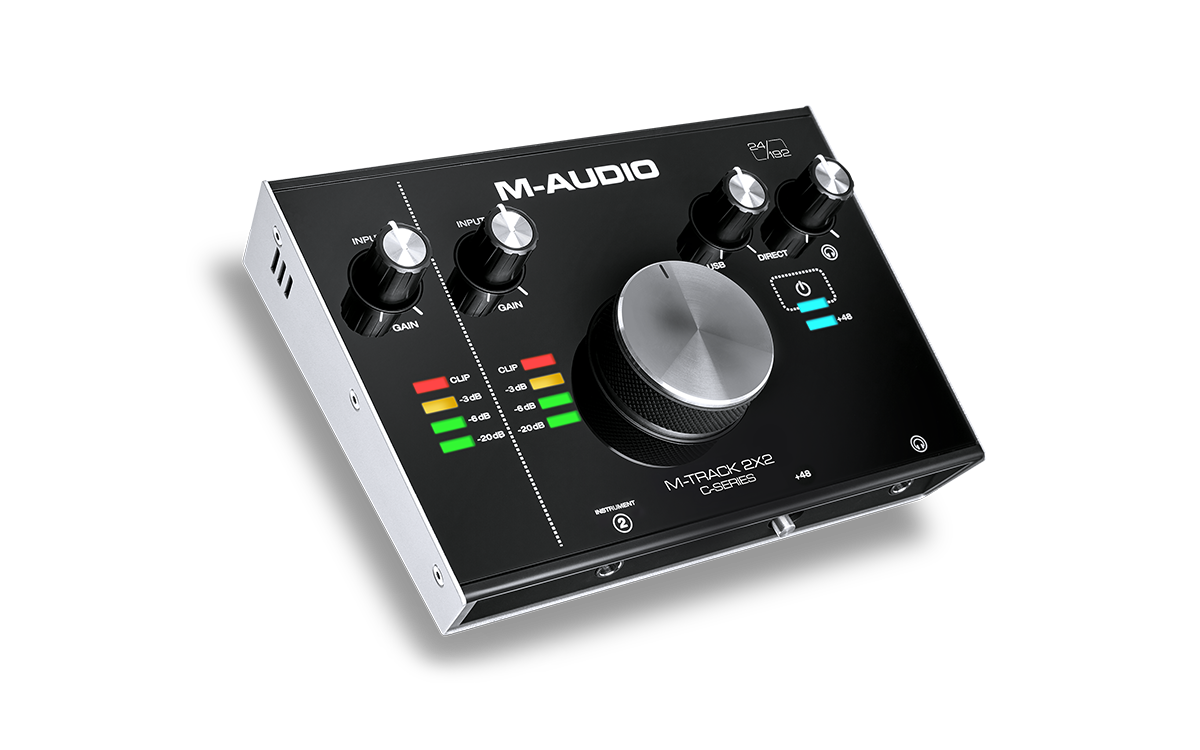 M-AUDIO
24/192
INPUT
GAIN
INPUT
GAIN
USB
DIRECT
+48
CLIP
-3 dB
-6 dB
-20 dB
CLIP
-3 dB
-6 dB
-20 dB
M-TRACK 2X2
C-SERIES
+48
INSTRUMENT
2